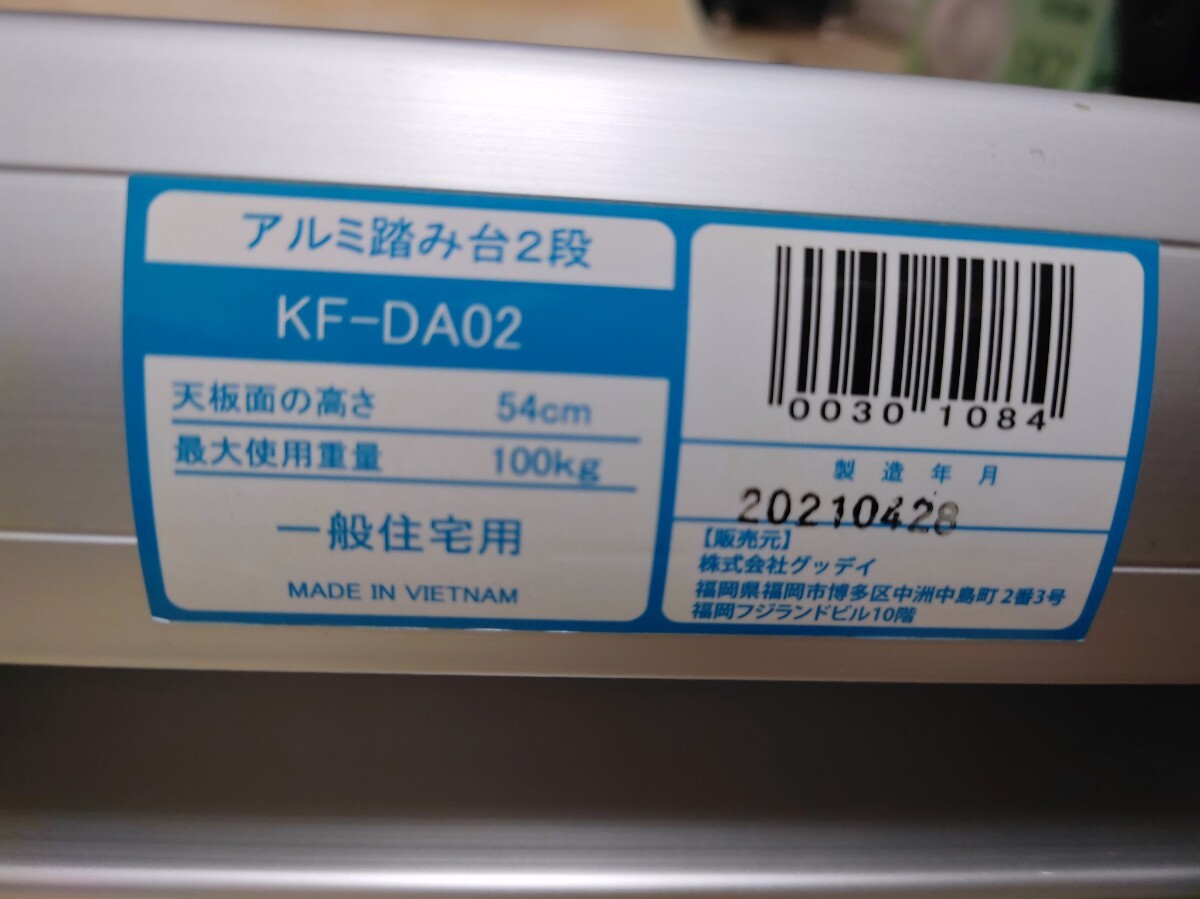 アルミ踏み台2段
KF-DA02
天板面の高さ 54cm
最大使用重量 100kg
一般住宅用
MADE IN VIETNAM
0030 1084
製造年月
20210428
【販売元】
株式会社グッデイ
福岡県福岡市博多区中洲中島町2番3号
福岡フジランドビル10階